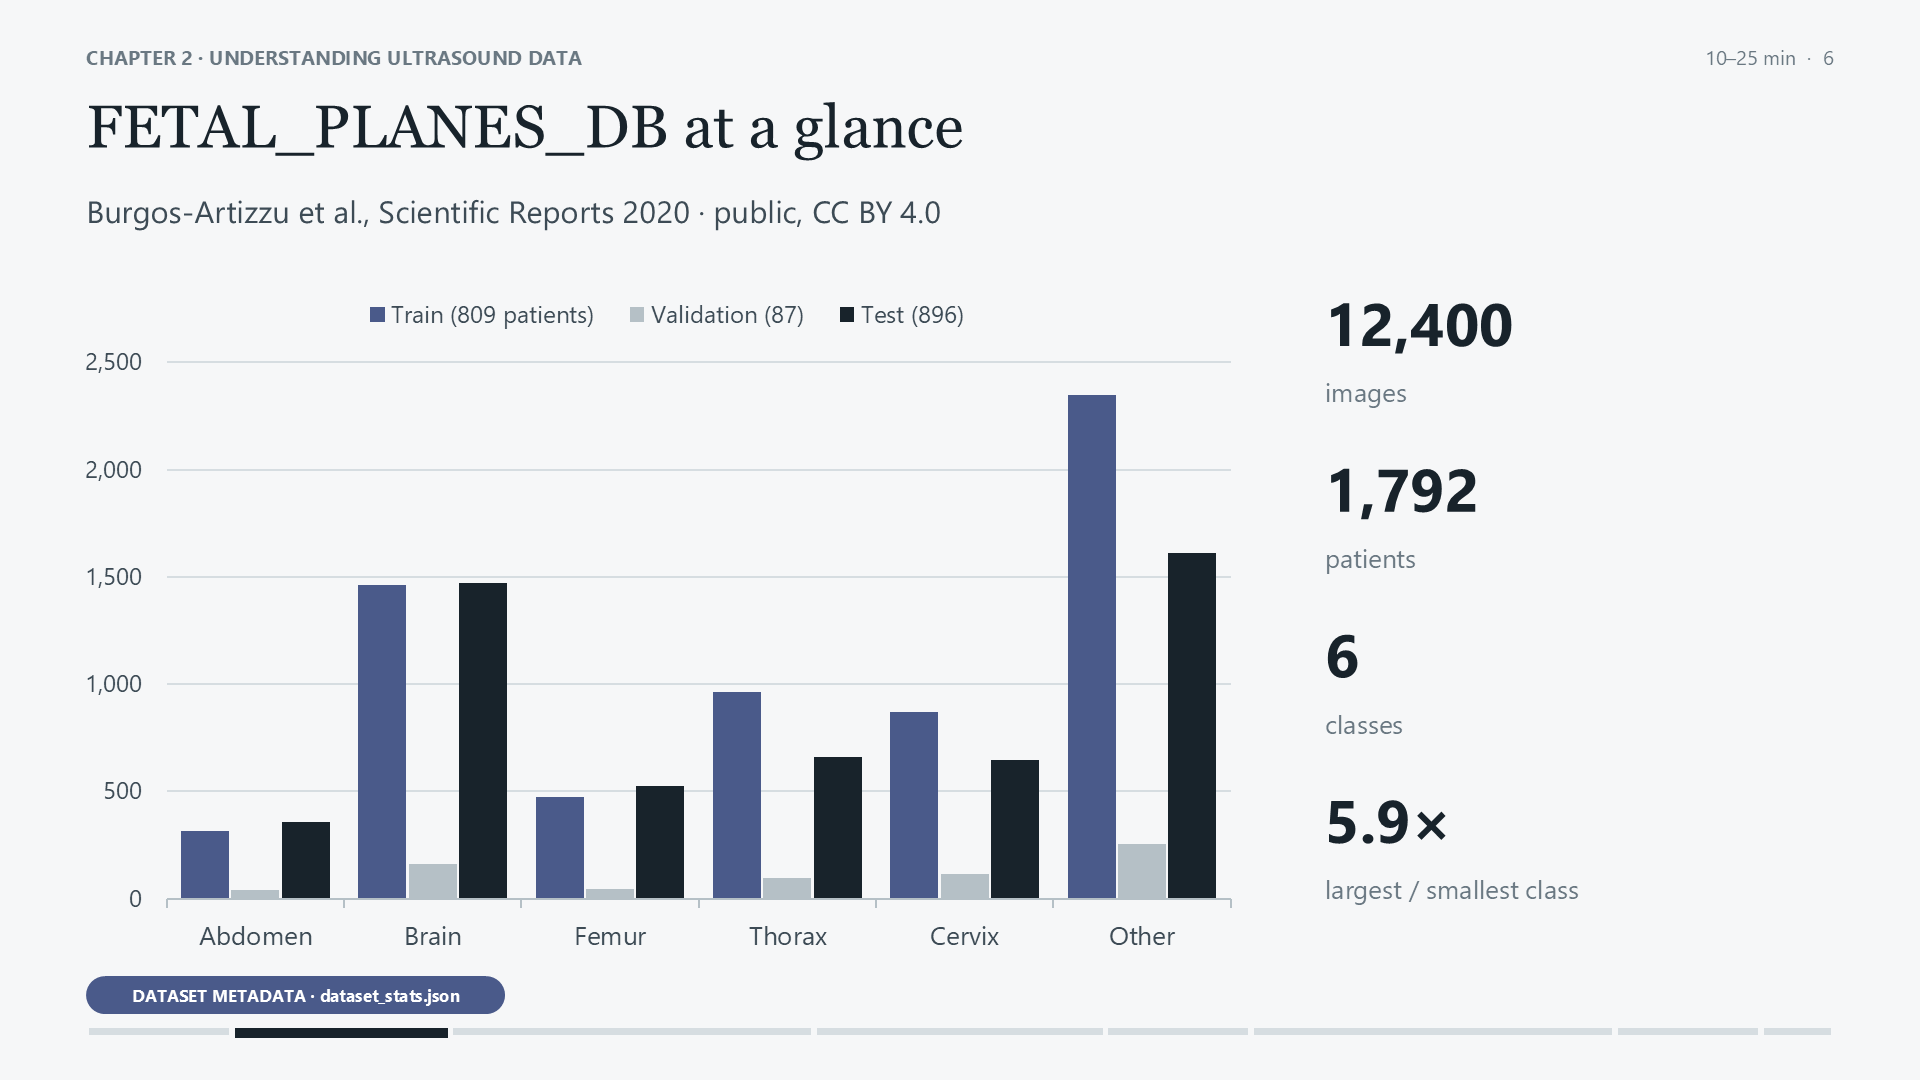 CHAPTER 2 · UNDERSTANDING ULTRASOUND DATA
10–25 min · 6
FETAL_PLANES_DB at a glance
Burgos-Artizzu et al., Scientific Reports 2020 · public, CC BY 4.0
Train (809 patients) Validation (87) Test (896)
2,500
2,000
1,500
1,000
500
0
Abdomen Brain Femur Thorax Cervix Other
12,400
images
1,792
patients
6
classes
5.9×
largest / smallest class
DATASET METADATA · dataset_stats.json